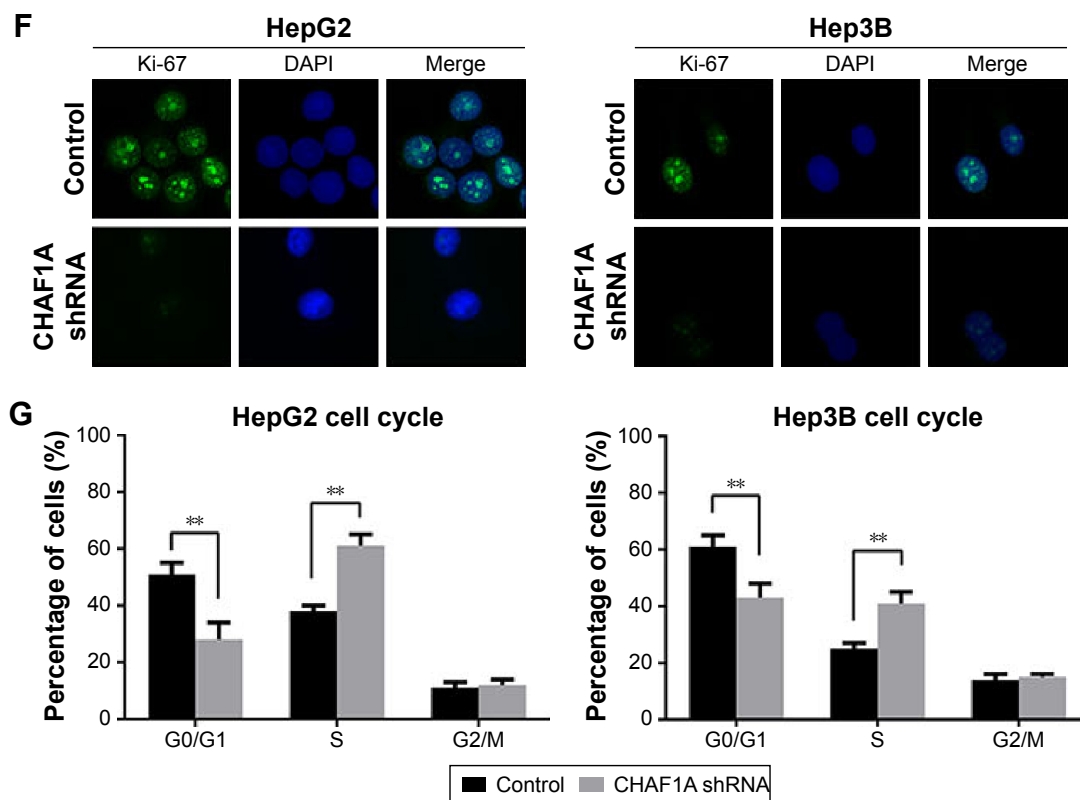 F
HepG2
Hep3B
Ki-67 DAPI Merge
Ki-67 DAPI Merge
Control
CHAF1A
shRNA
Control
CHAF1A
shRNA
G
HepG2 cell cycle
Percentage of cells (%)
100
80
60
40
20
0
**
**
G0/G1 S G2/M
Hep3B cell cycle
Percentage of cells (%)
100
80
60
40
20
0
**
**
G0/G1 S G2/M
Control CHAF1A shRNA